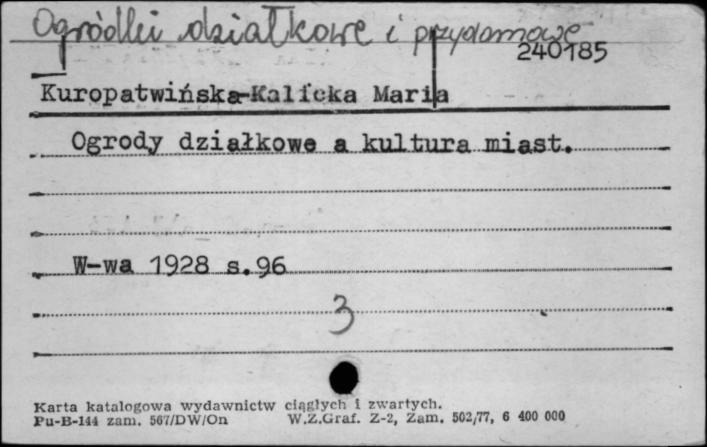 Ogródki działkowe i przydomowe
240185
Kuropatwińska-Kalicka Maria
Ogrody działkowe a kultura miast.
W-wa 1928 s.96
3
Karta katalogowa wydawnictw ciągłych i zwartych.
Pu-B-144 zam. 567/DW/On W.Z.Graf. Z-2, Zam. 502/77, 6 400 000